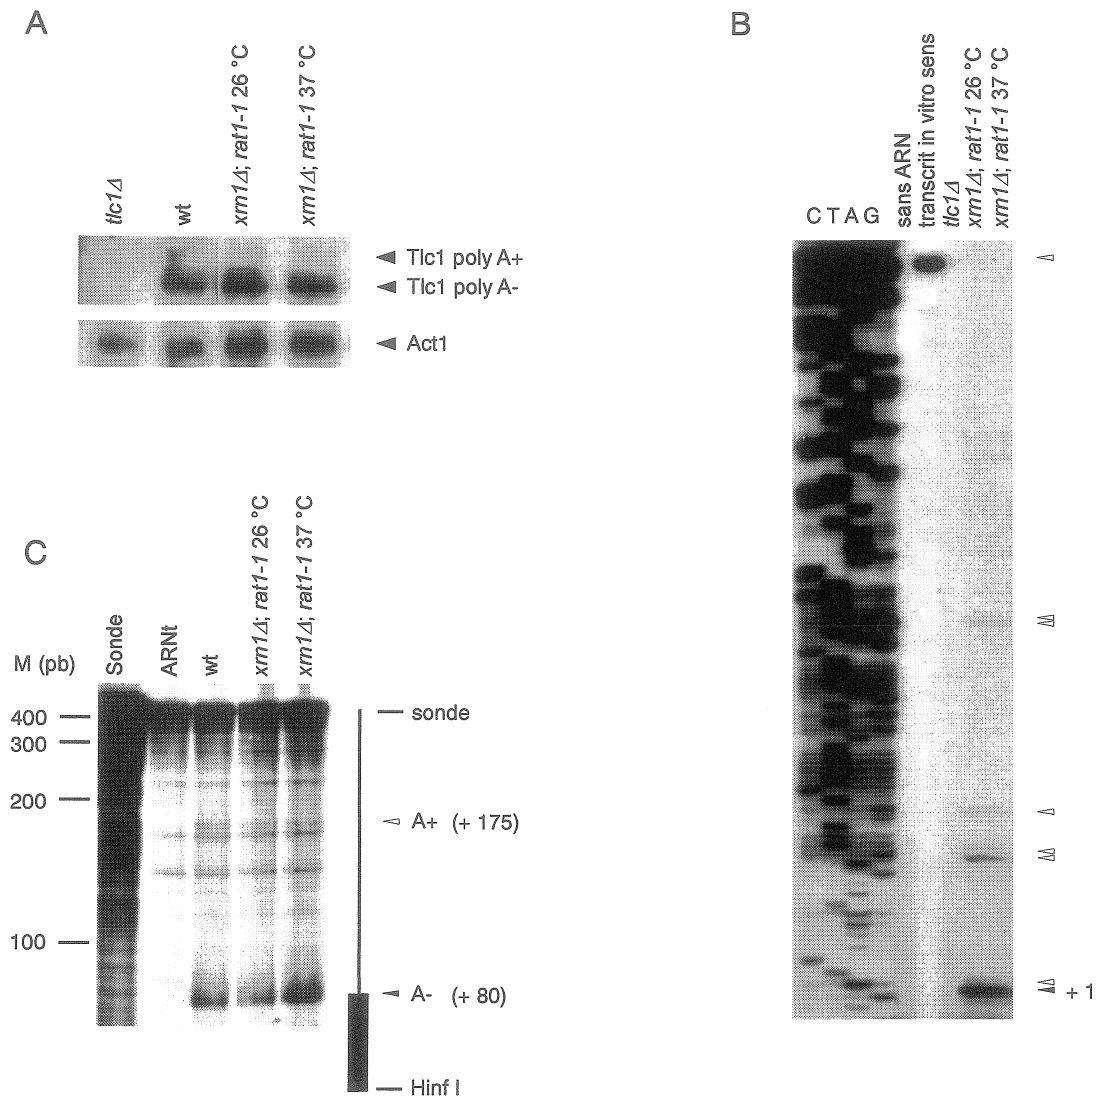 A
tlc1Δ
wt
xrn1Δ; rat1-1 26 °C
xrn1Δ; rat1-1 37 °C
Tlc1 poly A+
Tlc1 poly A-
Act1
B
C T A G
sans ARN
transcrit in vitro sens
tlc1Δ
xrn1Δ; rat1-1 26 °C
xrn1Δ; rat1-1 37 °C
+ 1
C
M (pb)
Sonde
ARNt
wt
xrn1Δ; rat1-1 26 °C
xrn1Δ; rat1-1 37 °C
400
300
200
100
sonde
A+ (+ 175)
A- (+ 80)
Hinf I